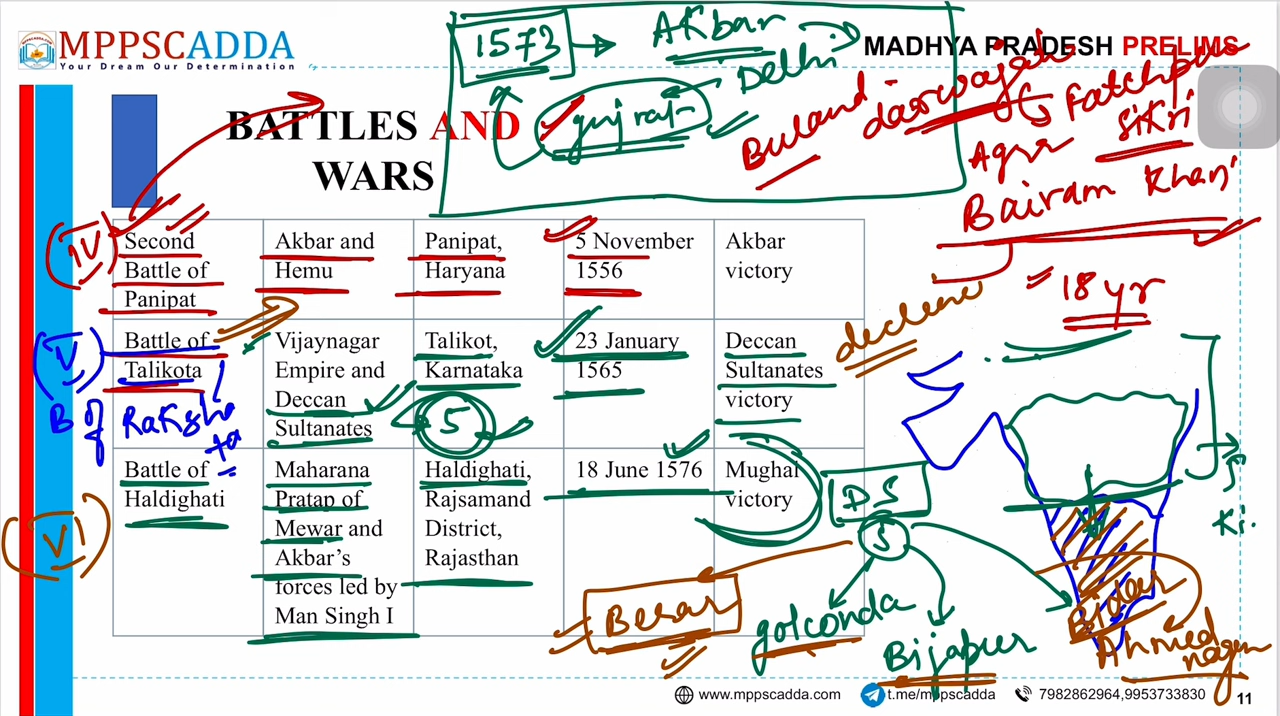 MPPSCADDA
Your Dream Our Determination
MADHYA PRADESH PRELIMS
1573 → Akbar
Delhi
gujrat
Buland darwajah
Fatehpur
Sikri
Agra
Bairam Khan
18 yr
BATTLES AND
WARS
(IV)
Second
Battle of
Panipat
Akbar and
Hemu
Panipat,
Haryana
5 November
1556
Akbar
victory
decline
(V)
Battle of
Talikota
B of Raksha
ta
Vijaynagar
Empire and
Deccan
Sultanates
Talikot,
Karnataka
5
23 January
1565
Deccan
Sultanates
victory
(VI)
Battle of
Haldighati
Maharana
Pratap of
Mewar and
Akbar's
forces led by
Man Singh I
Haldighati,
Rajsamand
District,
Rajasthan
18 June 1576
Mughal
victory
DS
5
Kri.
Berar
golconda
Bijapur
Bidar
Ahmed
nagar
www.mppscadda.com
t.me/mppscadda
7982862964,9953733830
11